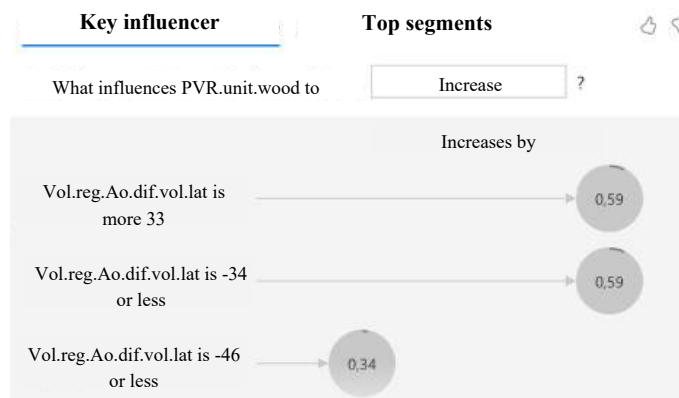 Key influencer Top segments
What influences PVR.unit.wood to Increase ?
Increases by
Vol.reg.Ao.dif.vol.lat is
more 33
0,59
Vol.reg.Ao.dif.vol.lat is -34
or less
0,59
Vol.reg.Ao.dif.vol.lat is -46
or less
0,34